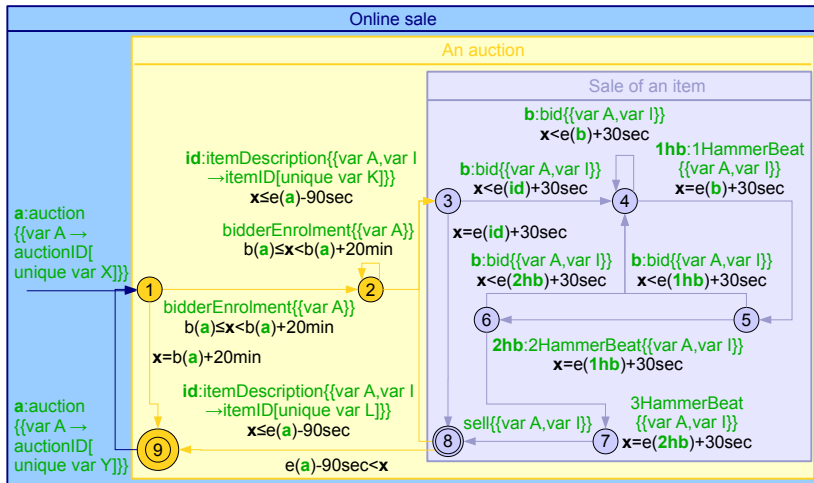 Online sale
An auction
Sale of an item
b:bid{{var A,var I}}
x<e(b)+30sec
id:itemDescription{{var A,var I
→itemID[unique var K]}}
x≤e(a)-90sec
b:bid{{var A,var I}}
x<e(id)+30sec
1hb:1HammerBeat
{{var A,var I}}
x=e(b)+30sec
3
4
a:auction
{{var A →
auctionID[
unique var X]}}
bidderEnrolment{{var A}}
b(a)≤x<b(a)+20min
x=e(id)+30sec
b:bid{{var A,var I}}
x<e(2hb)+30sec
b:bid{{var A,var I}}
x<e(1hb)+30sec
1
2
bidderEnrolment{{var A}}
b(a)≤x<b(a)+20min
6
5
x=b(a)+20min
2hb:2HammerBeat{{var A,var I}}
x=e(1hb)+30sec
id:itemDescription{{var A,var I
→itemID[unique var L]}}
x≤e(a)-90sec
a:auction
{{var A →
auctionID[
unique var Y]}}
3HammerBeat
{{var A,var I}}
x=e(2hb)+30sec
sell{{var A,var I}}
9
8
7
e(a)-90sec<x